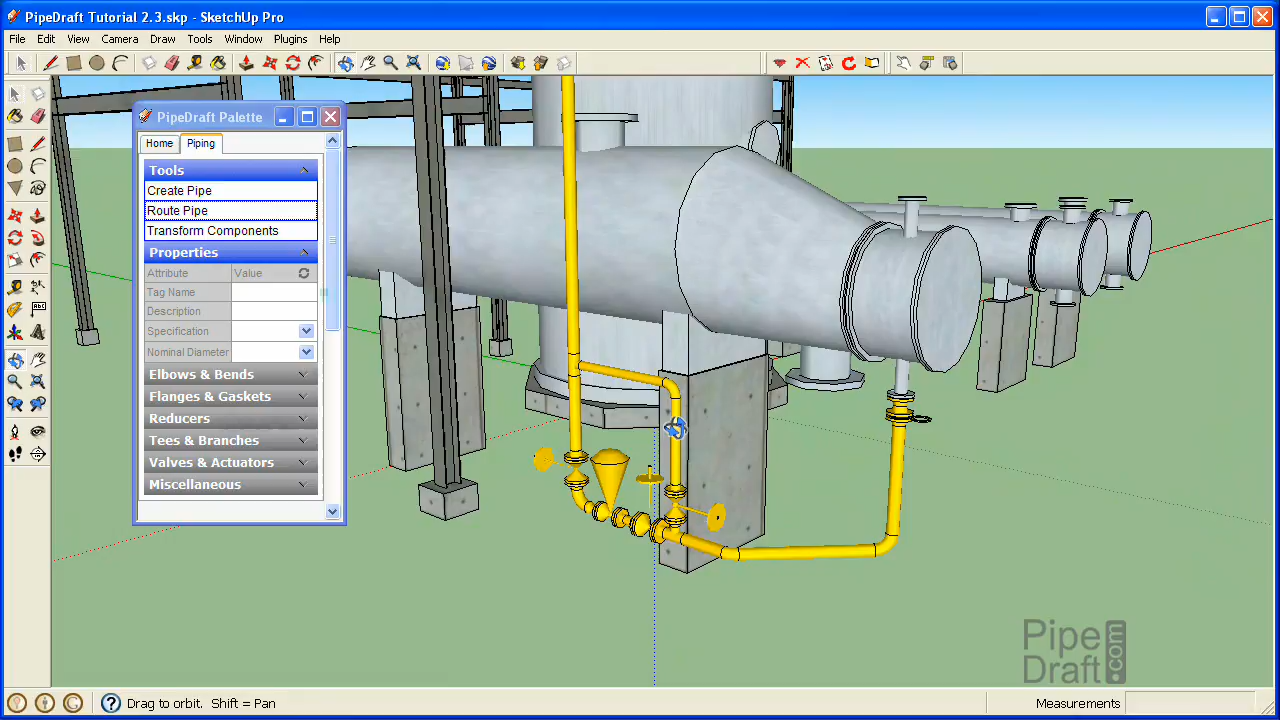 PipeDraft Tutorial 2.3.skp - SketchUp Pro
File Edit View Camera Draw Tools Window Plugins Help
PipeDraft Palette
Home Piping
Tools
Create Pipe
Route Pipe
Transform Components
Properties
Attribute Value
Tag Name
Description
Specification
Nominal Diameter
Elbows & Bends
Flanges & Gaskets
Reducers
Tees & Branches
Valves & Actuators
Miscellaneous
Pipe
Draft
.com
Drag to orbit. Shift = Pan
Measurements